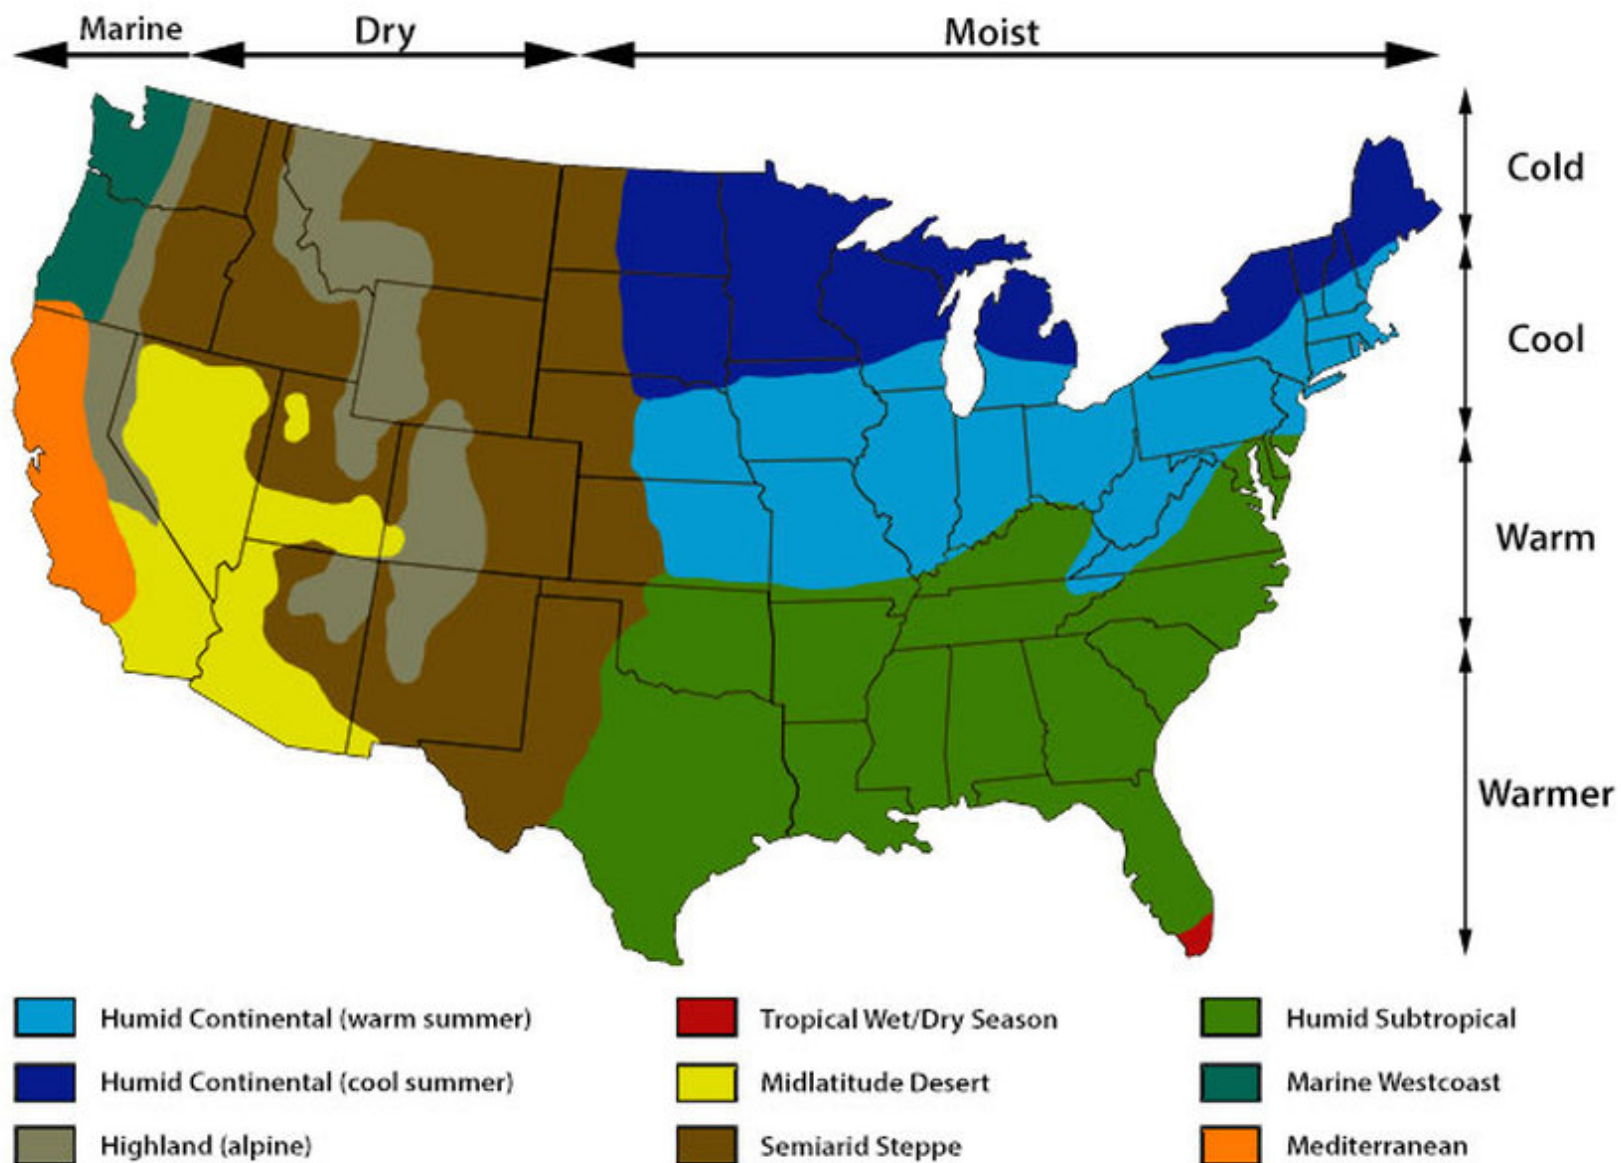 Marine
Dry
Moist
Cold
Cool
Warm
Warmer
Humid Continental (warm summer)
Tropical Wet/Dry Season
Humid Subtropical
Humid Continental (cool summer)
Midlatitude Desert
Marine Westcoast
Highland (alpine)
Semiarid Steppe
Mediterranean